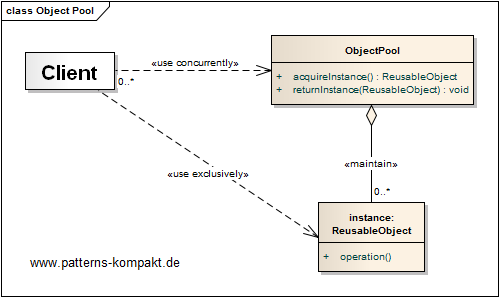 class Object Pool
Client
«use concurrently»
0..*
ObjectPool
+ acquireInstance() : ReusableObject
+ returnInstance(ReusableObject) : void
«maintain»
«use exclusively»
0..*
instance:
ReusableObject
+ operation()
www.patterns-kompakt.de